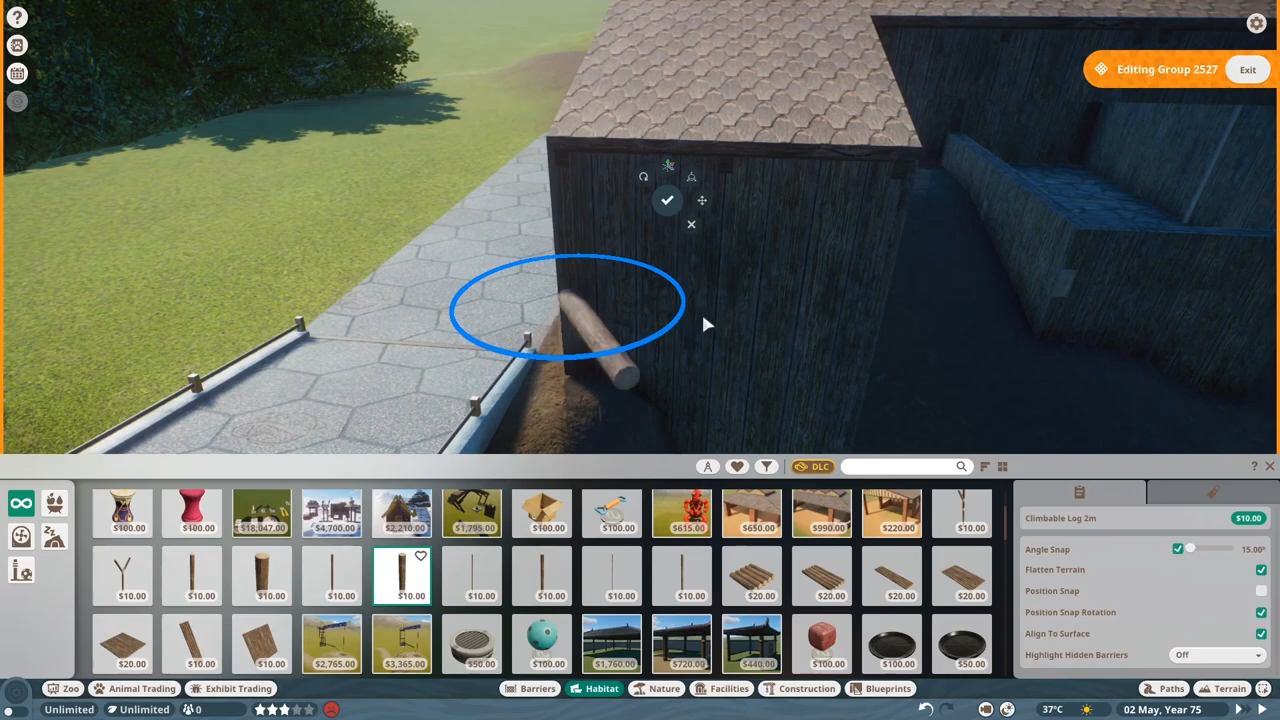 Editing Group 2527
Exit
DLC
$100.00 $100.00 $18,047.00 $4,700.00 $2,210.00 $1,795.00 $100.00 $100.00 $615.00 $650.00 $990.00 $220.00 $10.00
$10.00 $10.00 $10.00 $10.00 $10.00 $10.00 $10.00 $10.00 $10.00 $20.00 $20.00 $20.00 $20.00
$20.00 $10.00 $10.00 $2,765.00 $3,365.00 $50.00 $100.00 $1,760.00 $720.00 $440.00 $100.00 $100.00 $50.00
Climbable Log 2m $10.00
Angle Snap 15.00°
Flatten Terrain
Position Snap
Position Snap Rotation
Align To Surface
Highlight Hidden Barriers Off
Zoo Animal Trading Exhibit Trading Barriers Habitat Nature Facilities Construction Blueprints Paths Terrain
Unlimited Unlimited 0 37°C 02 May, Year 75